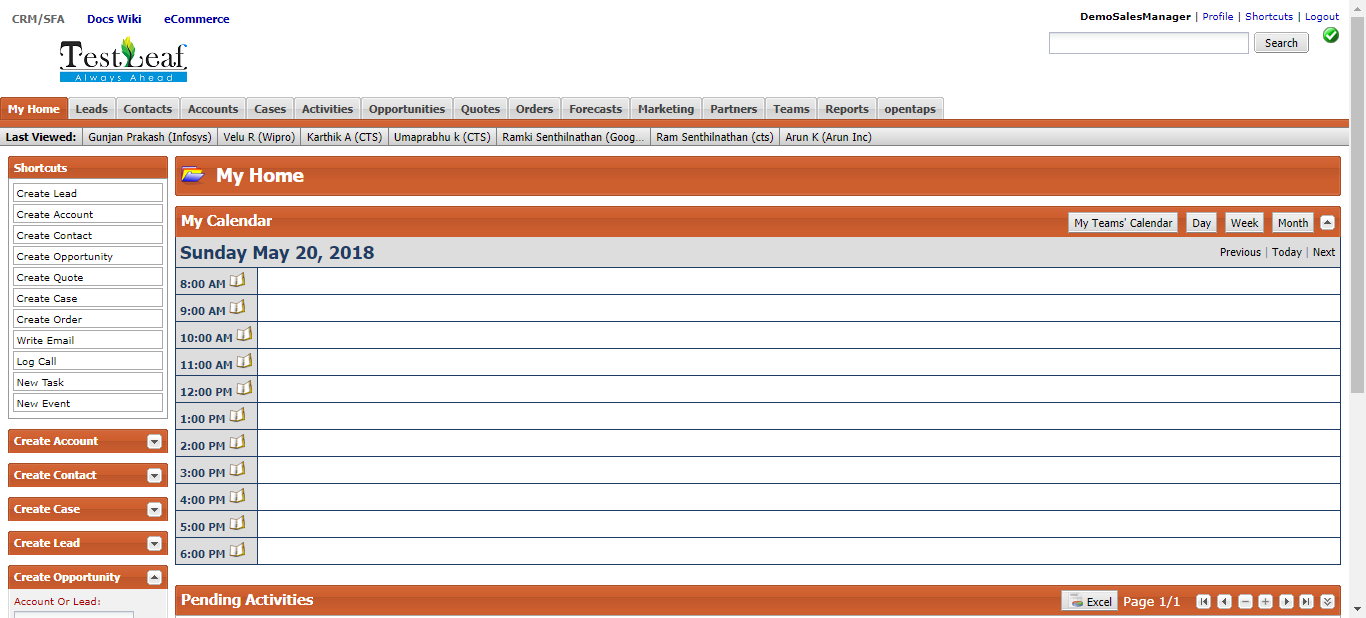 CRM/SFA Docs Wiki eCommerce
DemoSalesManager | Profile | Shortcuts | Logout
Search
TestLeaf
Always Ahead
My Home Leads Contacts Accounts Cases Activities Opportunities Quotes Orders Forecasts Marketing Partners Teams Reports opentaps
Last Viewed: Gunjan Prakash (Infosys) Velu R (Wipro) Karthik A (CTS) Umaprabhu k (CTS) Ramki Senthilnathan (Goog... Ram Senthilnathan (cts) Arun K (Arun Inc)
Shortcuts
Create Lead
Create Account
Create Contact
Create Opportunity
Create Quote
Create Case
Create Order
Write Email
Log Call
New Task
New Event
Create Account
Create Contact
Create Case
Create Lead
Create Opportunity
Account Or Lead:
My Home
My Calendar My Teams' Calendar Day Week Month
Sunday May 20, 2018 Previous | Today | Next
8:00 AM
9:00 AM
10:00 AM
11:00 AM
12:00 PM
1:00 PM
2:00 PM
3:00 PM
4:00 PM
5:00 PM
6:00 PM
Pending Activities Excel Page 1/1